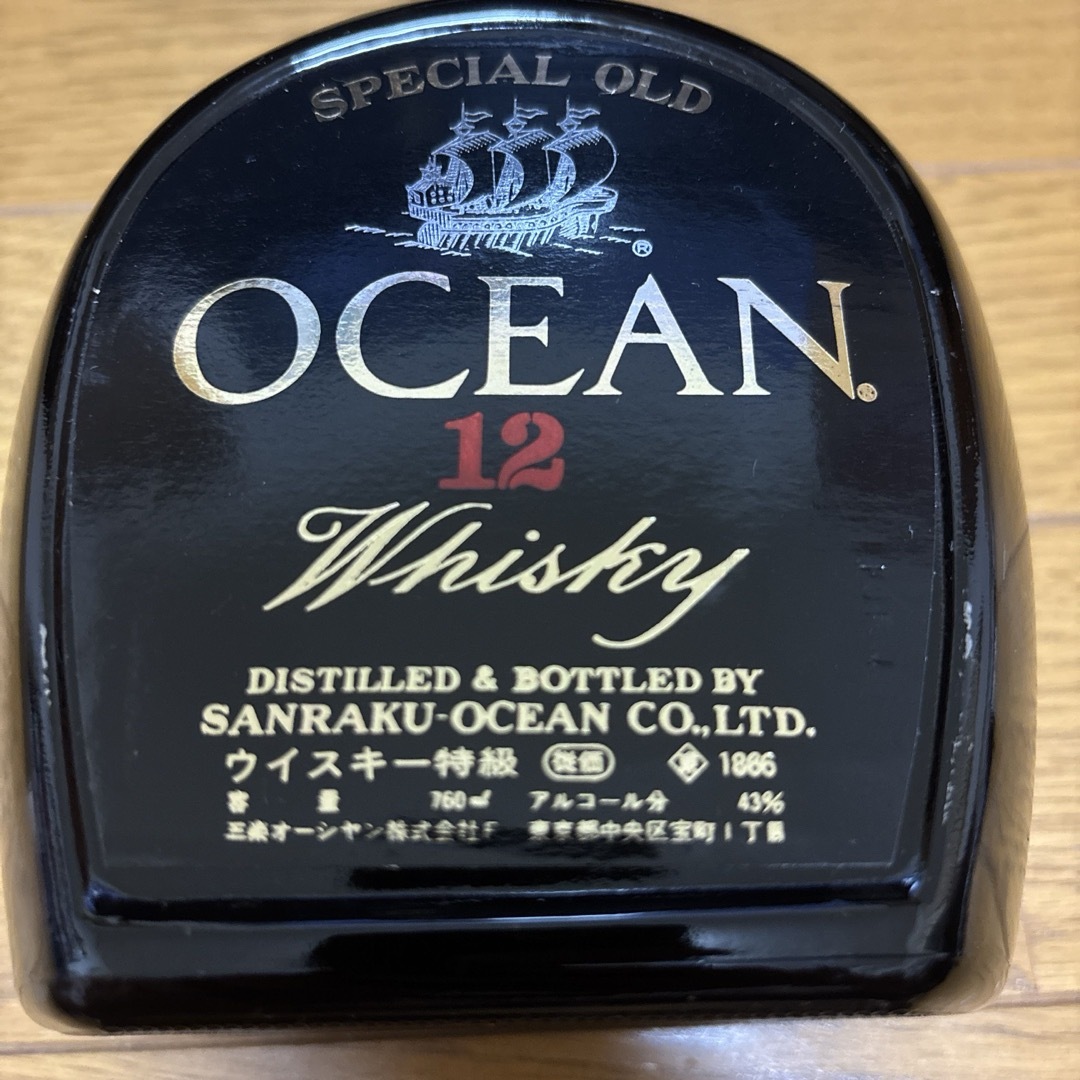 SPECIAL OLD
®
OCEAN®
12
Whisky
DISTILLED & BOTTLED BY
SANRAKU-OCEAN CO.,LTD.
ウイスキー特級 従価 1866
容量 760ml アルコール分 43%
三楽オーシヤン株式会社F 東京都中央区宝町1丁目